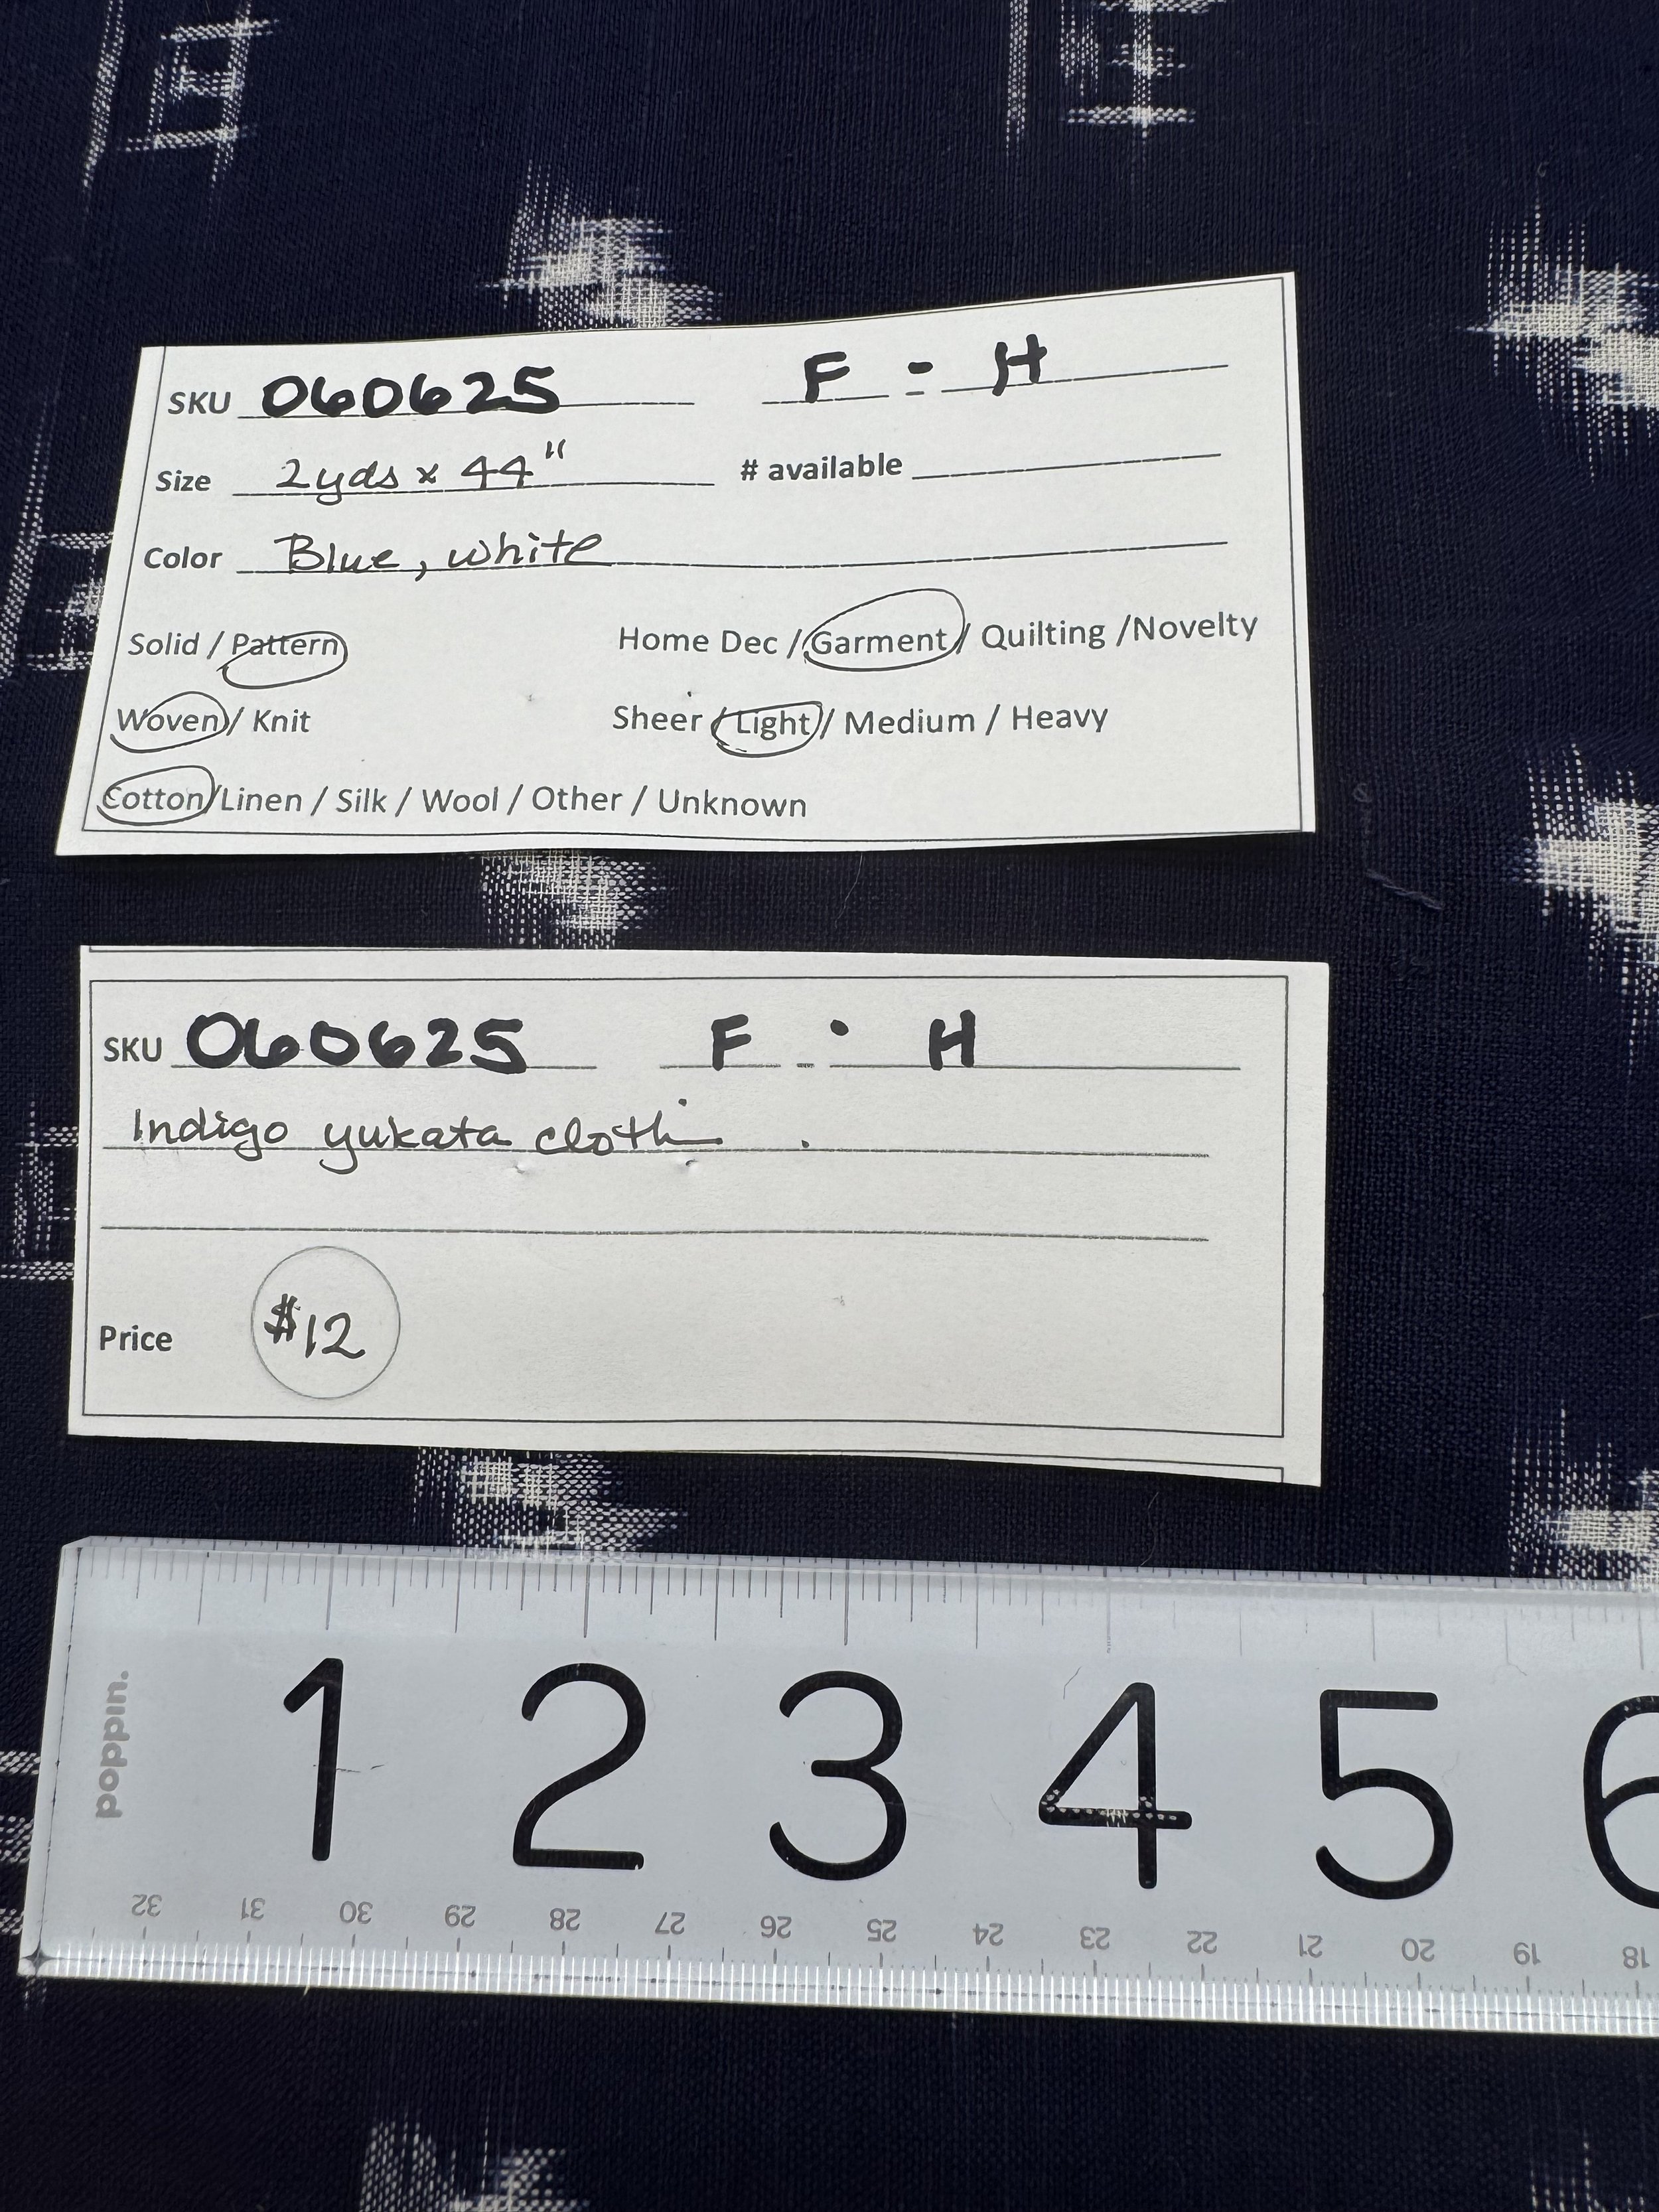 SKU 060625 F - H
Size 2yds x 44" # available
Color Blue, white
Solid / Pattern Home Dec / Garment / Quilting /Novelty
Woven / Knit Sheer / Light / Medium / Heavy
Cotton/Linen / Silk / Wool / Other / Unknown
SKU 060625 F - H
Indigo yukata cloth
Price $12
poppin.
1 2 3 4 5 6
32 31 30 29 28 27 26 25 24 23 22 21 20 19 18